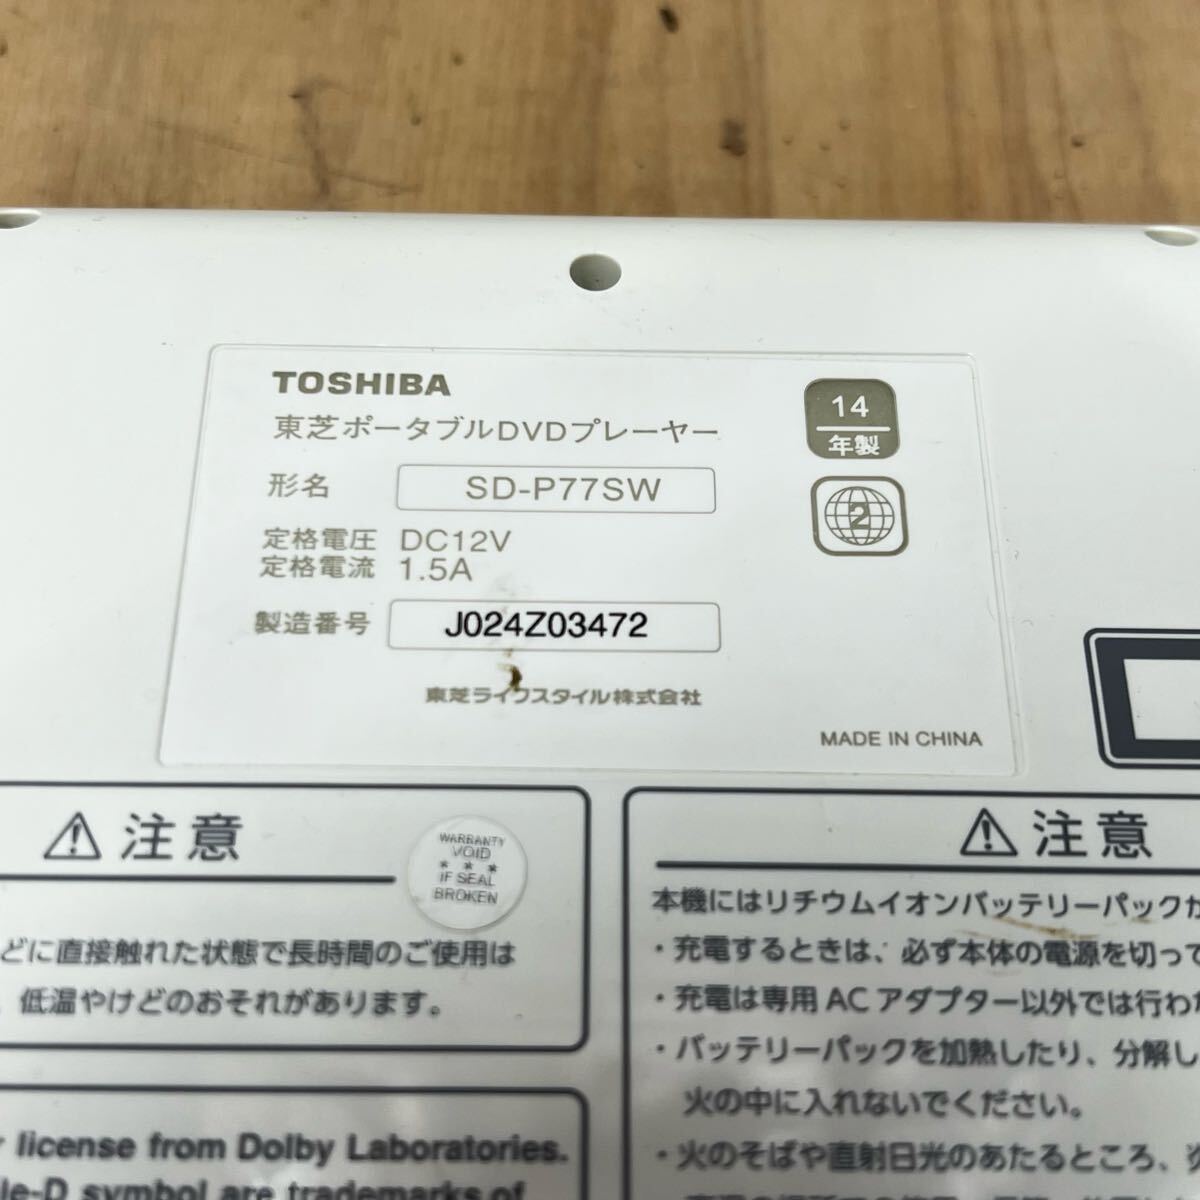 TOSHIBA
東芝ポータブルDVDプレーヤー
14
年製
形名 SD-P77SW
2
定格電圧 DC12V
定格電流 1.5A
製造番号 J024Z03472
東芝ライフスタイル株式会社
MADE IN CHINA
注意
WARRANTY
VOID
* * *
IF SEAL
BROKEN
どに直接触れた状態で長時間のご使用は
、低温やけどのおそれがあります。
license from Dolby Laboratories.
le-D symbol are trademarks of
注意
本機にはリチウムイオンバッテリーパックが
・充電するときは、必ず本体の電源を切って
・充電は専用ACアダプター以外では行わな
・バッテリーパックを加熱したり、分解し
火の中に入れないでください。
・火のそばや直射日光のあたるところ、炎